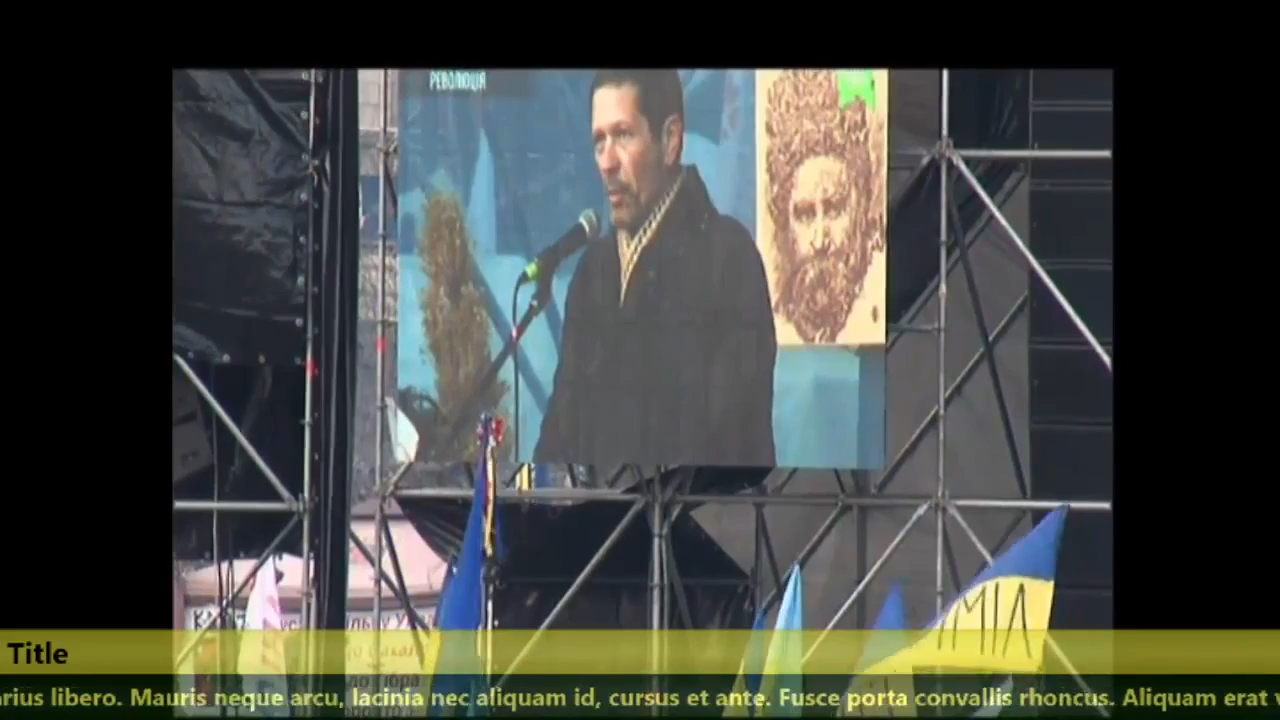 РЕВОЛЮЦІЯ
МІЛ
Title
arius libero. Mauris neque arcu, lacinia nec aliquam id, cursus et ante. Fusce porta convallis rhoncus. Aliquam erat